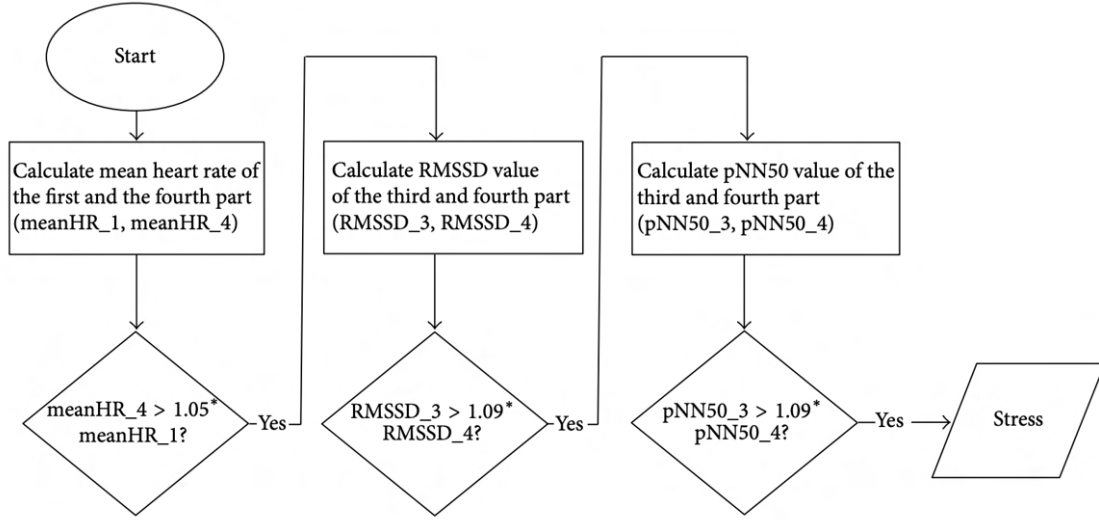 Start
Calculate mean heart rate of
the first and the fourth part
(meanHR_1, meanHR_4)
meanHR_4 > 1.05*
meanHR_1?
Yes
Calculate RMSSD value
of the third and fourth part
(RMSSD_3, RMSSD_4)
RMSSD_3 > 1.09*
RMSSD_4?
Yes
Calculate pNN50 value of the
third and fourth part
(pNN50_3, pNN50_4)
pNN50_3 > 1.09*
pNN50_4?
Yes
Stress